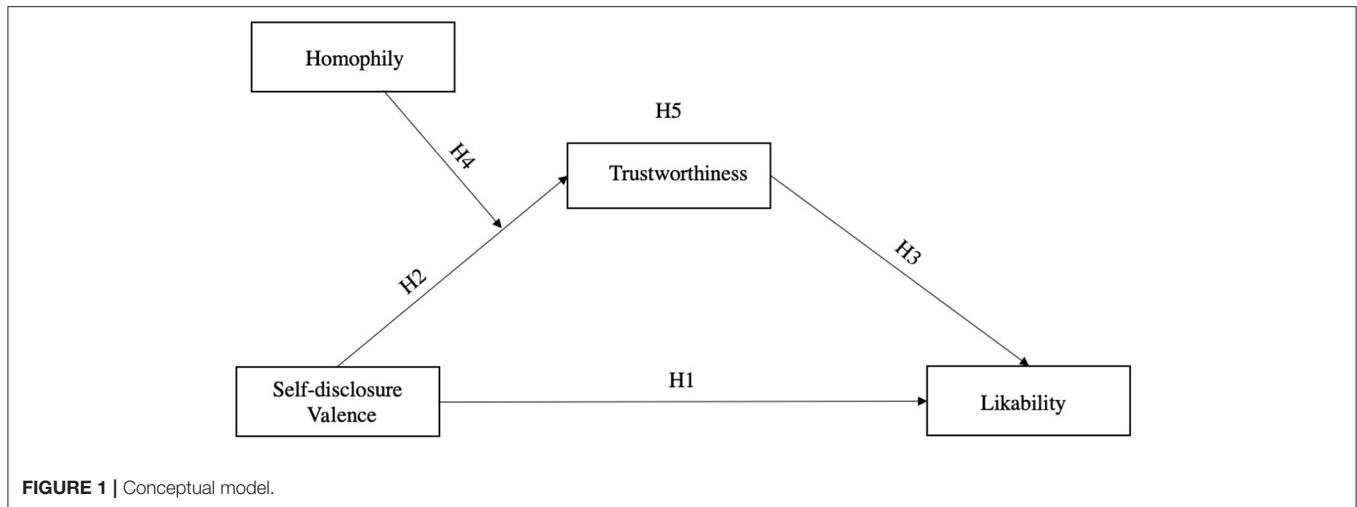 Homophily
H5
H4
Trustworthiness
H2
H3
Self-disclosure
Valence
H1
Likability
FIGURE 1 | Conceptual model.